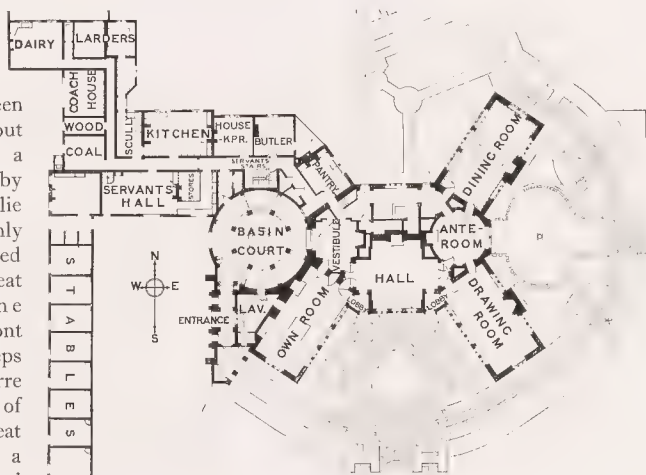 DAIRY
LARDERS
COACH
HOUSE
WOOD
COAL
SCULLY
KITCHEN
HOUSE
KPR.
BUTLER
SERVANTS
STAIRS
PANTRY
SERVANTS
HALL
STORES
BASIN
COURT
VESTIBULE
HALL
ANTE-
ROOM
DINING ROOM
DRAWING
ROOM
LOBBY
LOBBY
OWN ROOM
LAV.
ENTRANCE
N
W E
S
STABLES
een
out
a
by
lie
nly
ed
eat
n e
ont
eps
rre
of
eat
a